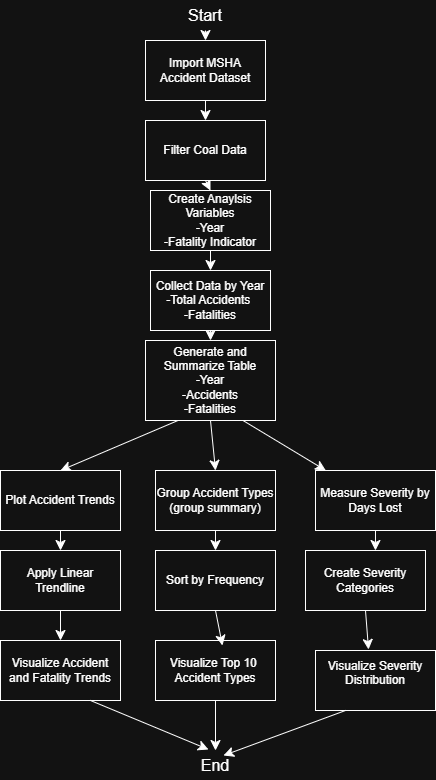 Start
Import MSHA
Accident Dataset
Filter Coal Data
Create Anaylsis
Variables
-Year
-Fatality Indicator
Collect Data by Year
-Total Accidents
-Fatalities
Generate and
Summarize Table
-Year
-Accidents
-Fatalities
Plot Accident Trends
Group Accident Types
(group summary)
Measure Severity by
Days Lost
Apply Linear
Trendline
Sort by Frequency
Create Severity
Categories
Visualize Accident
and Fatality Trends
Visualize Top 10
Accident Types
Visualize Severity
Distribution
End